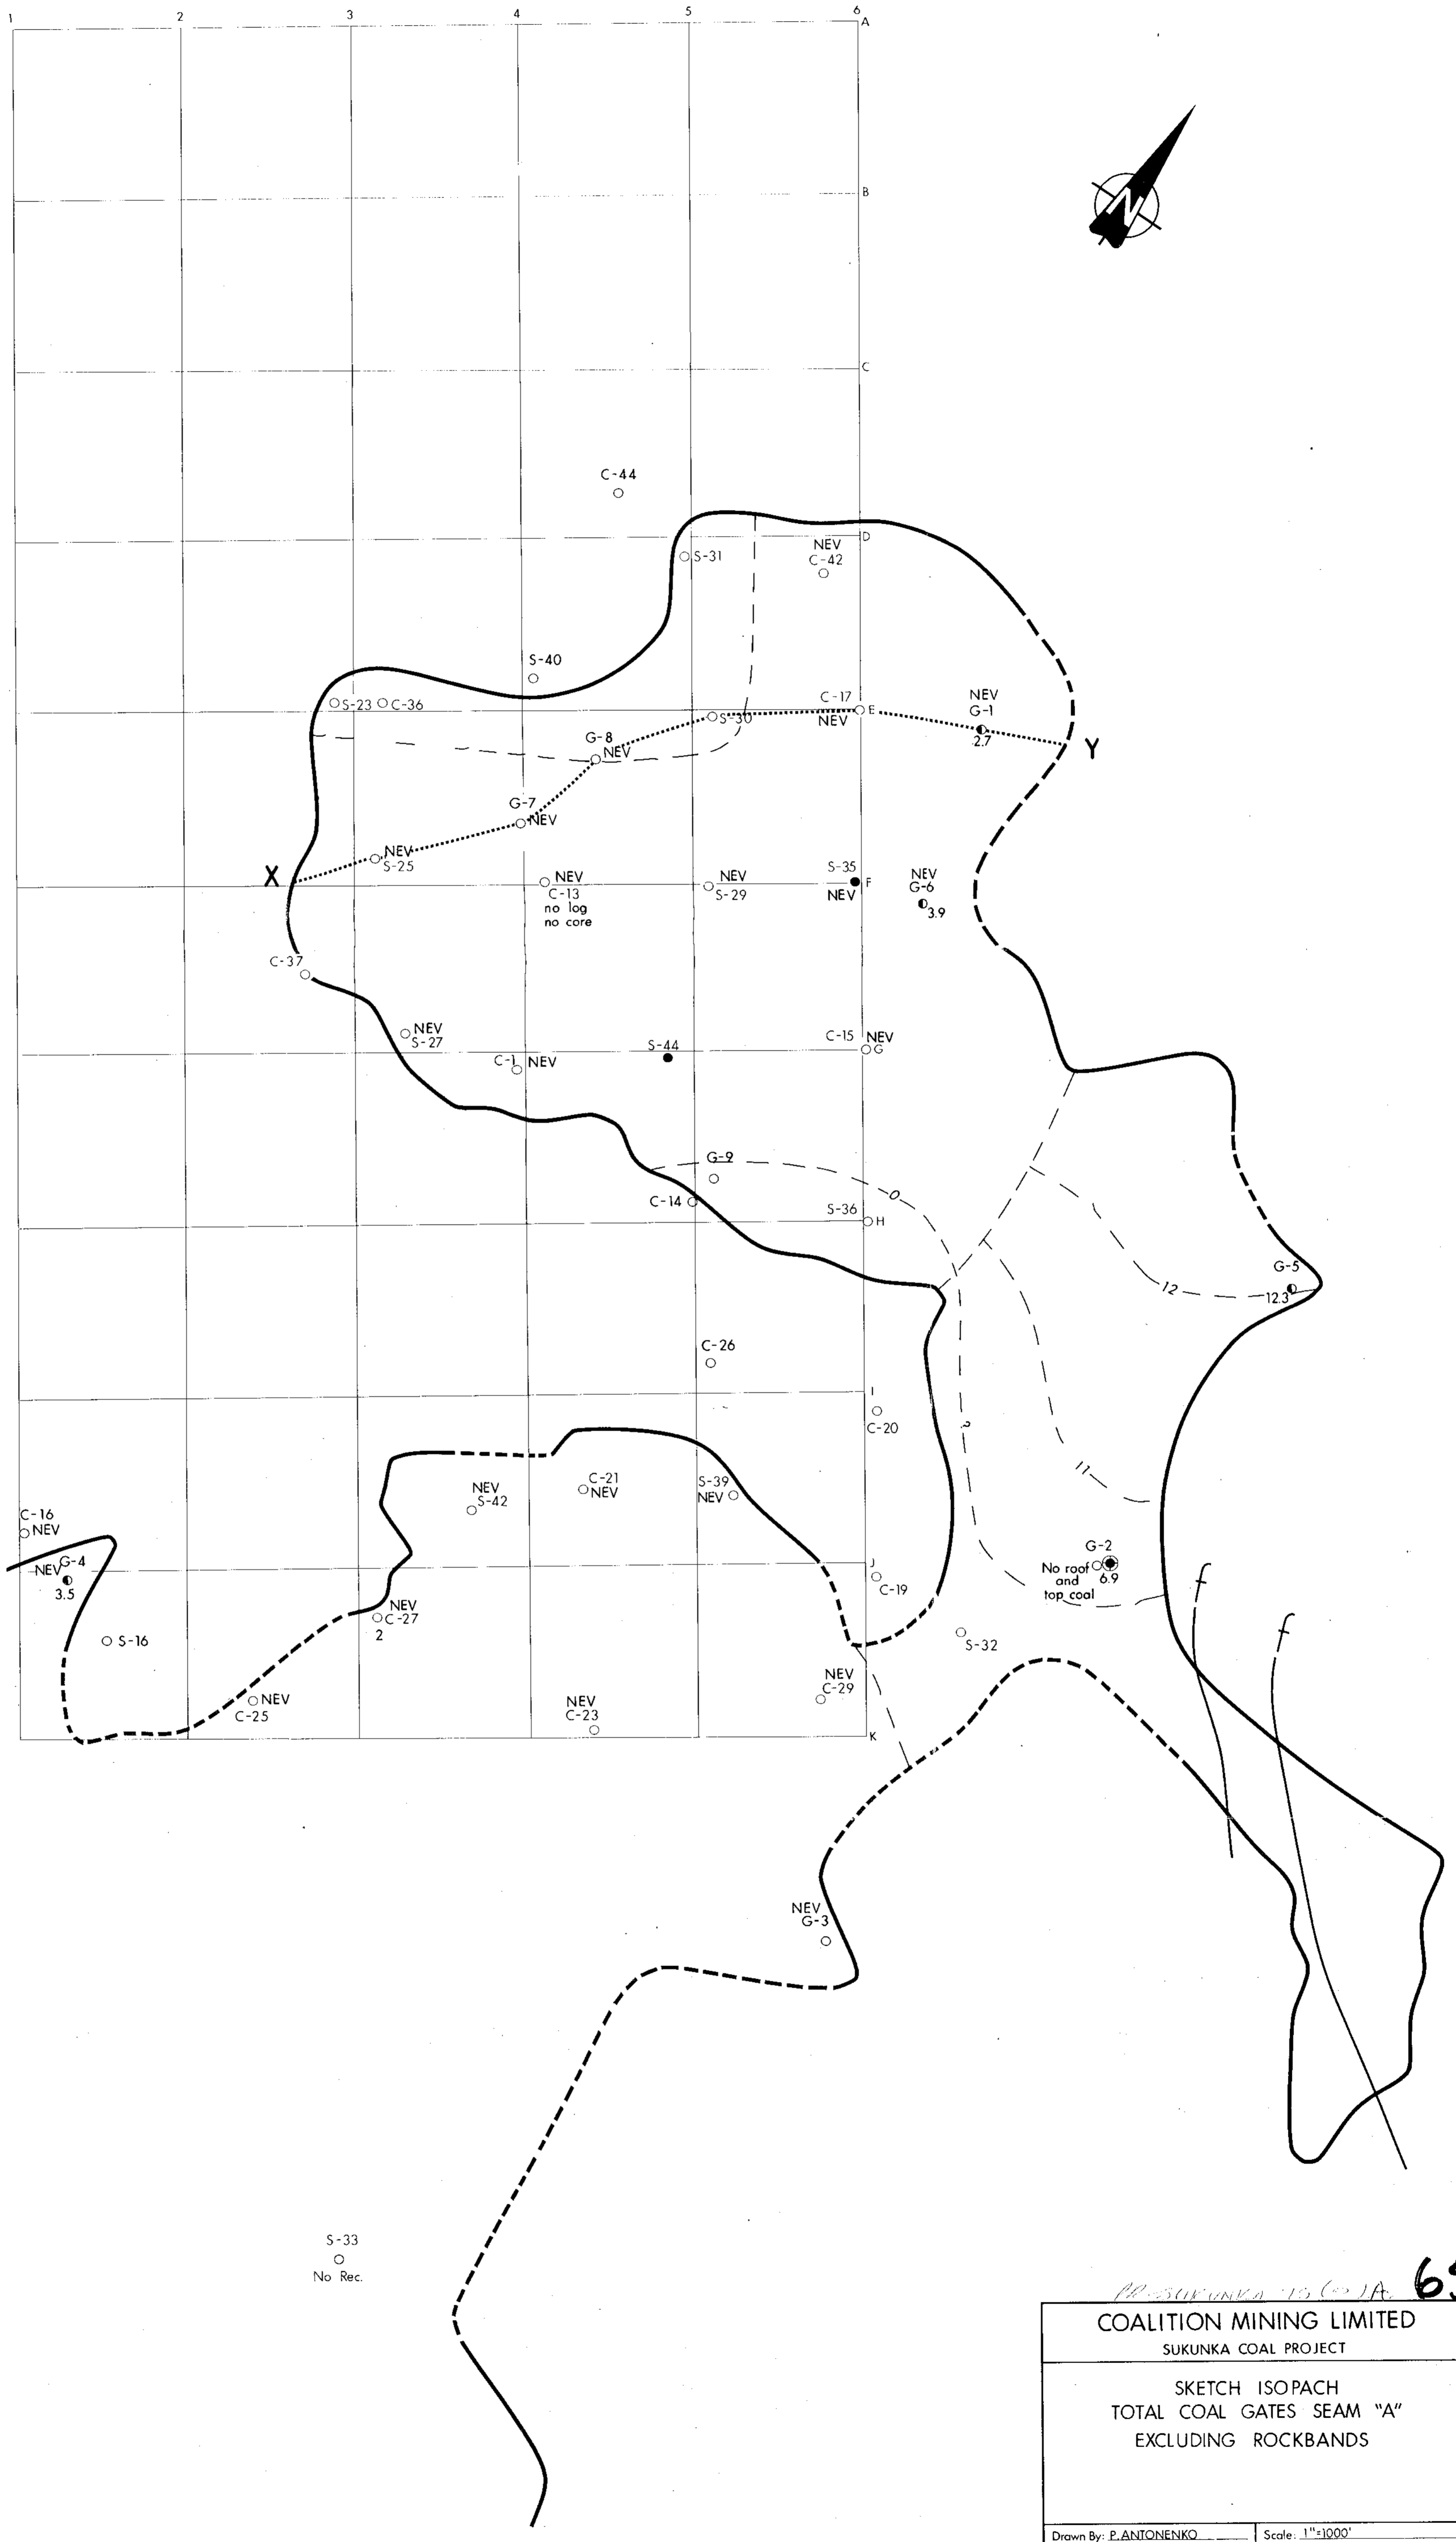 1 2 3 4 5 6
A
B
N
C
C-44
D
S-31
NEV
C-42
S-40
S-23 C-36
C-17
E
NEV
S-30
NEV
G-1
2.7
Y
G-8
NEV
G-7
NEV
X
NEV
S-25
NEV
C-13
no log
no core
NEV
S-29
S-35
F
NEV
NEV
G-6
3.9
C-37
NEV
S-27
C-1 NEV
S-44
C-15 NEV
G
G-9
C-14
0
S-36
H
12
G-5
12.3
C-26
I
C-20
?
11
NEV
S-42
C-21
NEV
S-39
NEV
C-16
NEV
G-4
NEV
3.5
J
C-19
G-2
No roof
and
top coal
6.9
f
f
S-16
NEV
C-27
2
S-32
NEV
C-25
NEV
C-23
NEV
C-29
K
NEV
G-3
S-33
No Rec.
COALITION MINING LIMITED
SUKUNKA COAL PROJECT
SKETCH ISOPACH
TOTAL COAL GATES SEAM "A"
EXCLUDING ROCKBANDS
Drawn By: P. ANTONENKO Scale: 1"=1000'